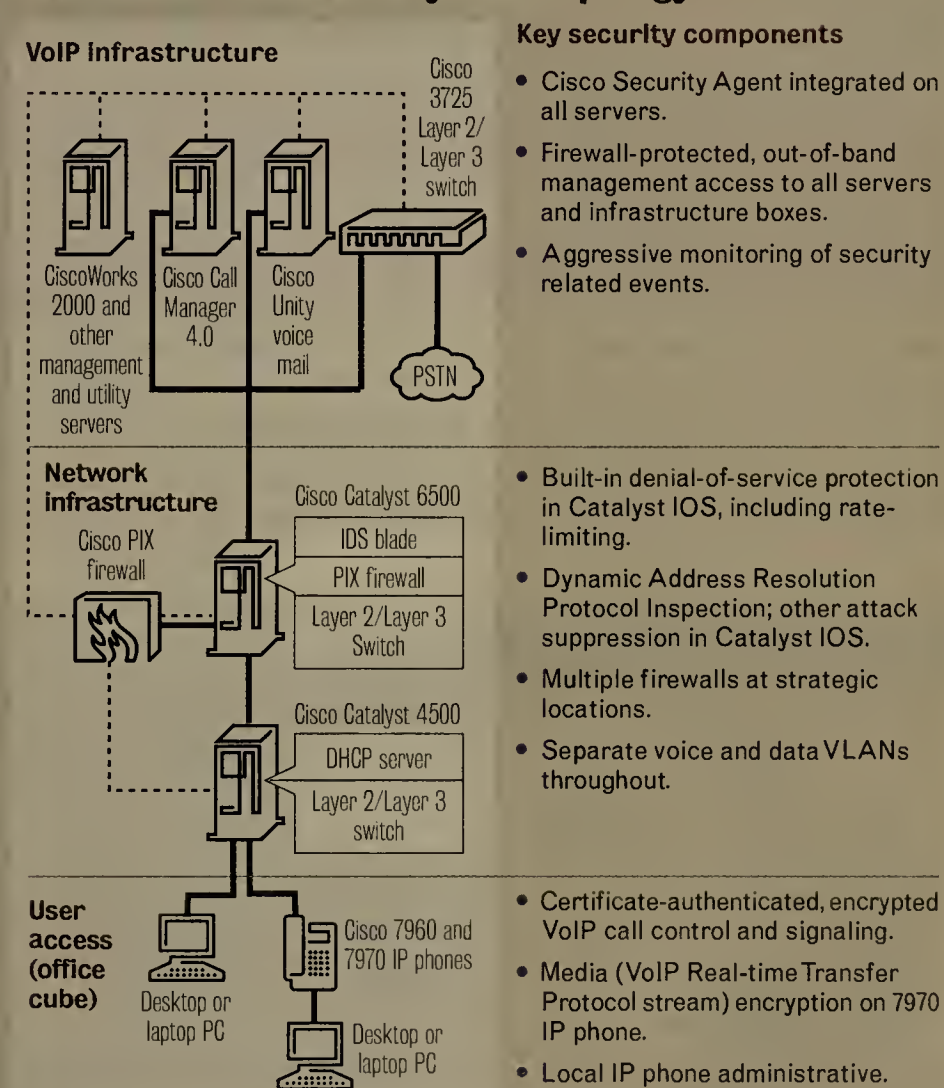 VoIP infrastructure
Cisco
3725
Layer 2/
Layer 3
switch
CiscoWorks
2000 and
other
management
and utility
servers
Cisco Call
Manager
4.0
Cisco
Unity
voice
mail
PSTN
Key security components
• Cisco Security Agent integrated on
all servers.
• Firewall-protected, out-of-band
management access to all servers
and infrastructure boxes.
• Aggressive monitoring of security
related events.
Network
infrastructure
Cisco PIX
firewall
Cisco Catalyst 6500
IDS blade
PIX firewall
Layer 2/Layer 3
Switch
Cisco Catalyst 4500
DHCP server
Layer 2/Layer 3
switch
• Built-in denial-of-service protection
in Catalyst IOS, including rate-
limiting.
• Dynamic Address Resolution
Protocol Inspection; other attack
suppression in Catalyst IOS.
• Multiple firewalls at strategic
locations.
• Separate voice and data VLANs
throughout.
User
access
(office
cube)
Desktop or
laptop PC
Cisco 7960 and
7970 IP phones
Desktop or
laptop PC
• Certificate-authenticated, encrypted
VoIP call control and signaling.
• Media (VoIP Real-time Transfer
Protocol stream) encryption on 7970
IP phone.
• Local IP phone administrative.